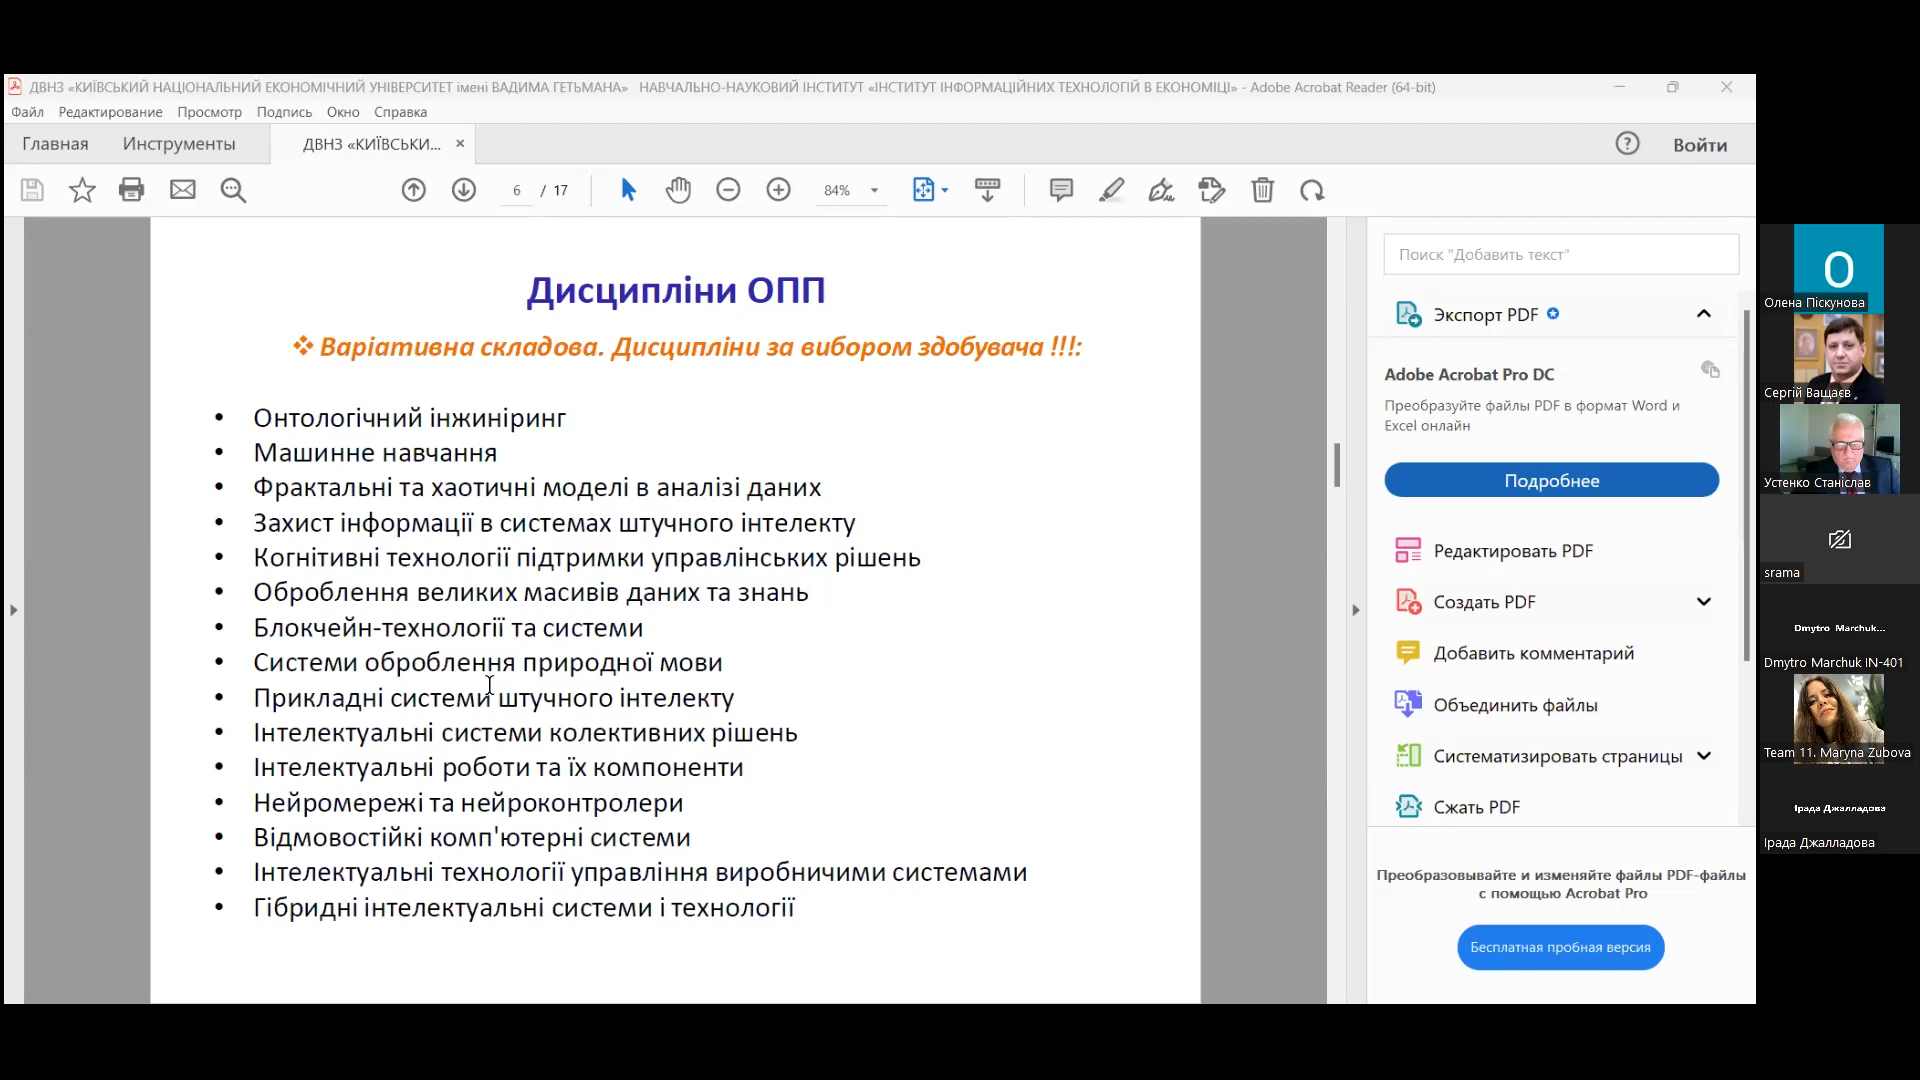 ДВНЗ «КИЇВСЬКИЙ НАЦІОНАЛЬНИЙ ЕКОНОМІЧНИЙ УНІВЕРСИТЕТ імені ВАДИМА ГЕТЬМАНА» НАВЧАЛЬНО-НАУКОВИЙ ІНСТИТУТ «ІНСТИТУТ ІНФОРМАЦІЙНИХ ТЕХНОЛОГІЙ В ЕКОНОМІЦІ» - Adobe Acrobat Reader (64-bit)
Файл Редактирование Просмотр Подпись Окно Справка
Главная Инструменты ДВНЗ «КИЇВСЬКИ... Войти
6 / 17 84%
Дисципліни ОПП
❖ Варіативна складова. Дисципліни за вибором здобувача !!!:
• Онтологічний інжиніринг
• Машинне навчання
• Фрактальні та хаотичні моделі в аналізі даних
• Захист інформації в системах штучного інтелекту
• Когнітивні технології підтримки управлінських рішень
• Оброблення великих масивів даних та знань
• Блокчейн-технології та системи
• Системи оброблення природної мови
• Прикладні системи штучного інтелекту
• Інтелектуальні системи колективних рішень
• Інтелектуальні роботи та їх компоненти
• Нейромережі та нейроконтролери
• Відмовостійкі комп'ютерні системи
• Інтелектуальні технології управління виробничими системами
• Гібридні інтелектуальні системи і технології
Поиск "Добавить текст"
Экспорт PDF
Adobe Acrobat Pro DC
Преобразуйте файлы PDF в формат Word и
Excel онлайн
Подробнее
Редактировать PDF
Создать PDF
Добавить комментарий
Объединить файлы
Систематизировать страницы
Сжать PDF
Преобразовывайте и изменяйте файлы PDF-файлы
с помощью Acrobat Pro
Бесплатная пробная версия
О
Олена Піскунова
Сергій Ващаєв
Устенко Станіслав
srama
Dmytro Marchuk...
Dmytro Marchuk ІН-401
Team 11. Maryna Zubova
Ірада Джалладова
Ірада Джалладова